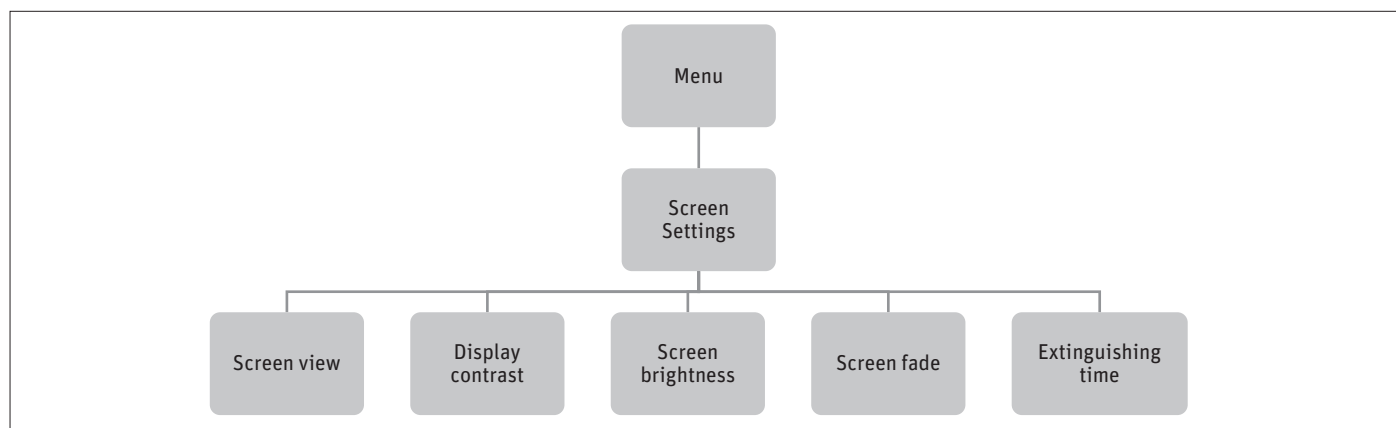 Menu
Screen
Settings
Screen view
Display
contrast
Screen
brightness
Screen fade
Extinguishing
time